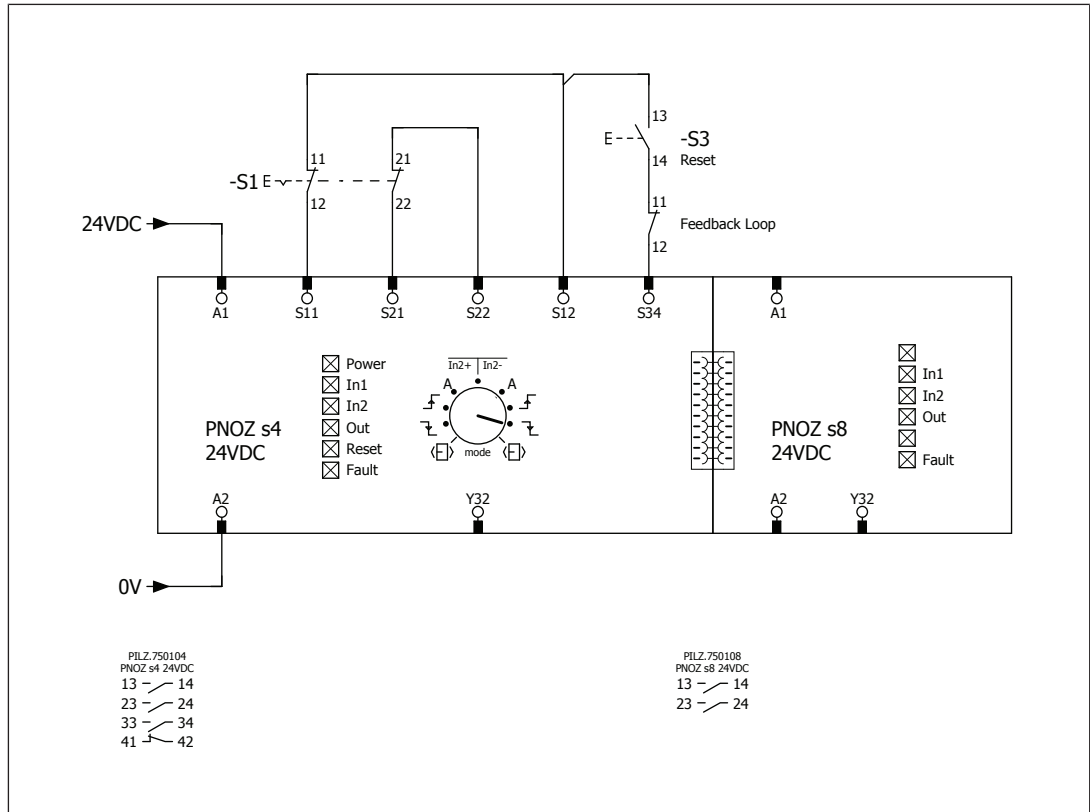 13
-S3
E
14 Reset
11
21
-S1 E
12
22
11
Feedback Loop
12
24VDC
A1 S11 S21 S22 S12 S34 A1
Power
In1
In2
Out
Reset
Fault
In2+ In2-
A A
mode
PNOZ s4
24VDC
PNOZ s8
24VDC
In1
In2
Out
Fault
A2 Y32 A2 Y32
0V
PILZ.750104
PNOZ s4 24VDC
13 14
23 24
33 34
41 42
PILZ.750108
PNOZ s8 24VDC
13 14
23 24